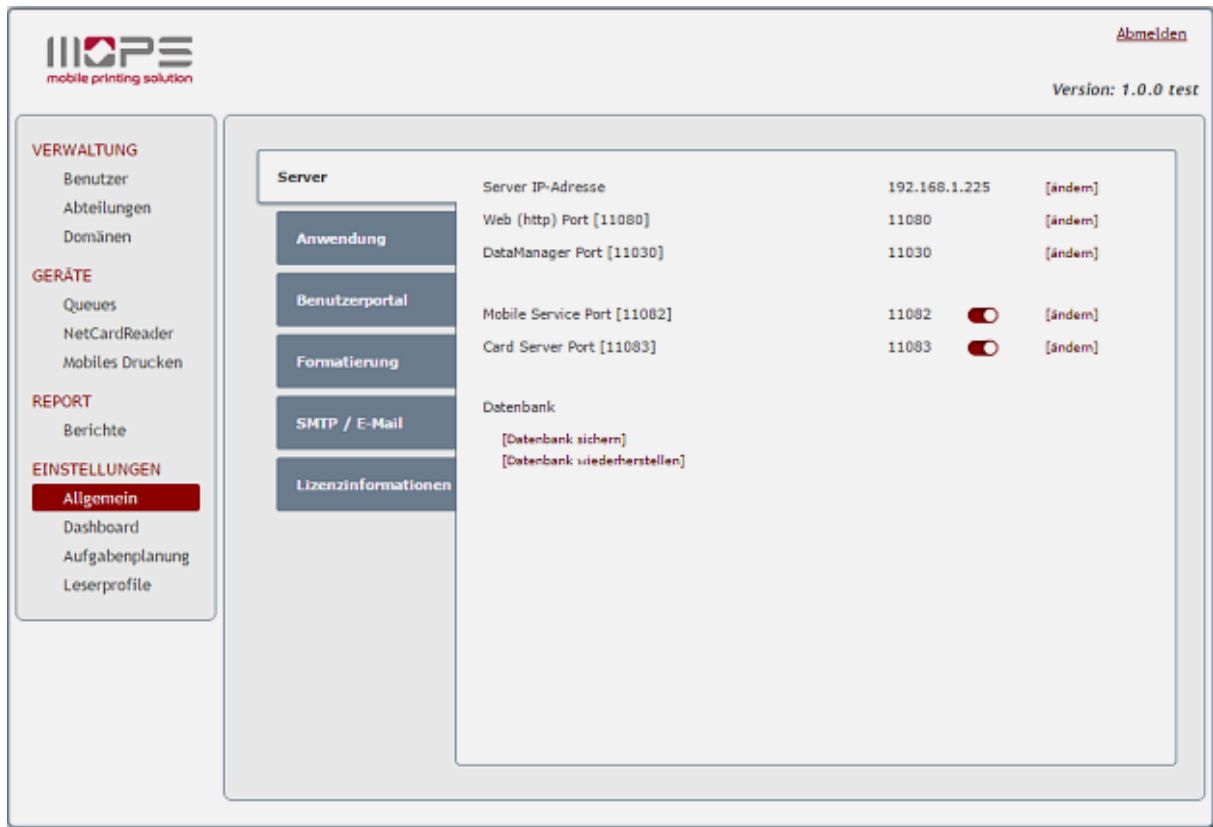 Abmelden
MOPS
mobile printing solution
Version: 1.0.0 test
VERWALTUNG
Benutzer
Abteilungen
Domänen
GERÄTE
Queues
NetCardReader
Mobiles Drucken
REPORT
Berichte
EINSTELLUNGEN
Allgemein
Dashboard
Aufgabenplanung
Leserprofile
Server
Anwendung
Benutzerportal
Formatierung
SMTP / E-Mail
Lizenzinformationen
Server IP-Adresse 192.168.1.225 [ändern]
Web (http) Port [11080] 11080 [ändern]
DataManager Port [11030] 11030 [ändern]
Mobile Service Port [11082] 11082 [ändern]
Card Server Port [11083] 11083 [ändern]
Datenbank
[Datenbank sichern]
[Datenbank wiederherstellen]